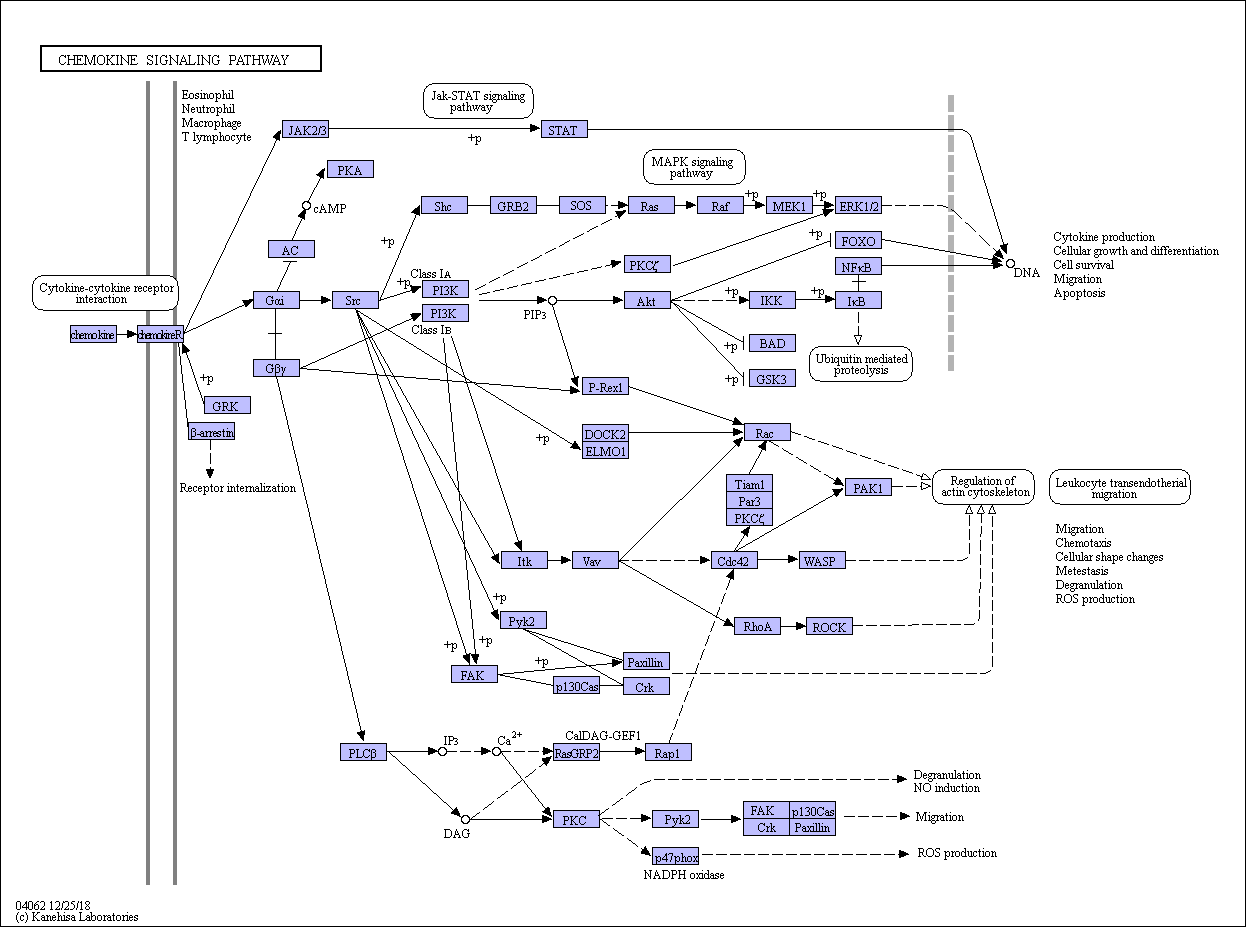 CHEMOKINE SIGNALING PATHWAY
Eosinophil
Neutrophil
Macrophage
T lymphocyte
Jak-STAT signaling
pathway
JAK2/3
+p
STAT
MAPK signaling
pathway
PKA
cAMP
AC
Shc
GRB2
SOS
Ras
+p
Raf
MEK1
+p
ERK1/2
+p
+p
FOXO
PKCζ
NFκB
DNA
Cytokine production
Cellular growth and differentiation
Cell survival
Migration
Apoptosis
Cytokine-cytokine receptor
interaction
chemokine
chemokineR
Gαi
Src
+p
Class IA
PI3K
PI3K
Class IB
PIP3
Akt
+p
IKK
+p
IκB
+p
BAD
+p
GSK3
Ubiquitin mediated
proteolysis
Gβγ
+p
GRK
β-arrestin
Receptor internalization
P-Rex1
+p
DOCK2
ELMO1
Rac
Tiam1
Par3
PKCζ
PAK1
Regulation of
actin cytoskeleton
Leukocyte transendotherial
migration
Migration
Chemotaxis
Cellular shape changes
Metestasis
Degranulation
ROS production
Itk
Vav
Cdc42
WASP
+p
Pyk2
RhoA
ROCK
+p
+p
FAK
+p
Paxillin
p130Cas
Crk
PLCβ
IP3
Ca2+
CalDAG-GEF1
RasGRP2
Rap1
DAG
PKC
Degranulation
NO induction
Pyk2
FAK
p130Cas
Crk
Paxillin
Migration
p47phox
NADPH oxidase
ROS production
04062 12/25/18
(c) Kanehisa Laboratories